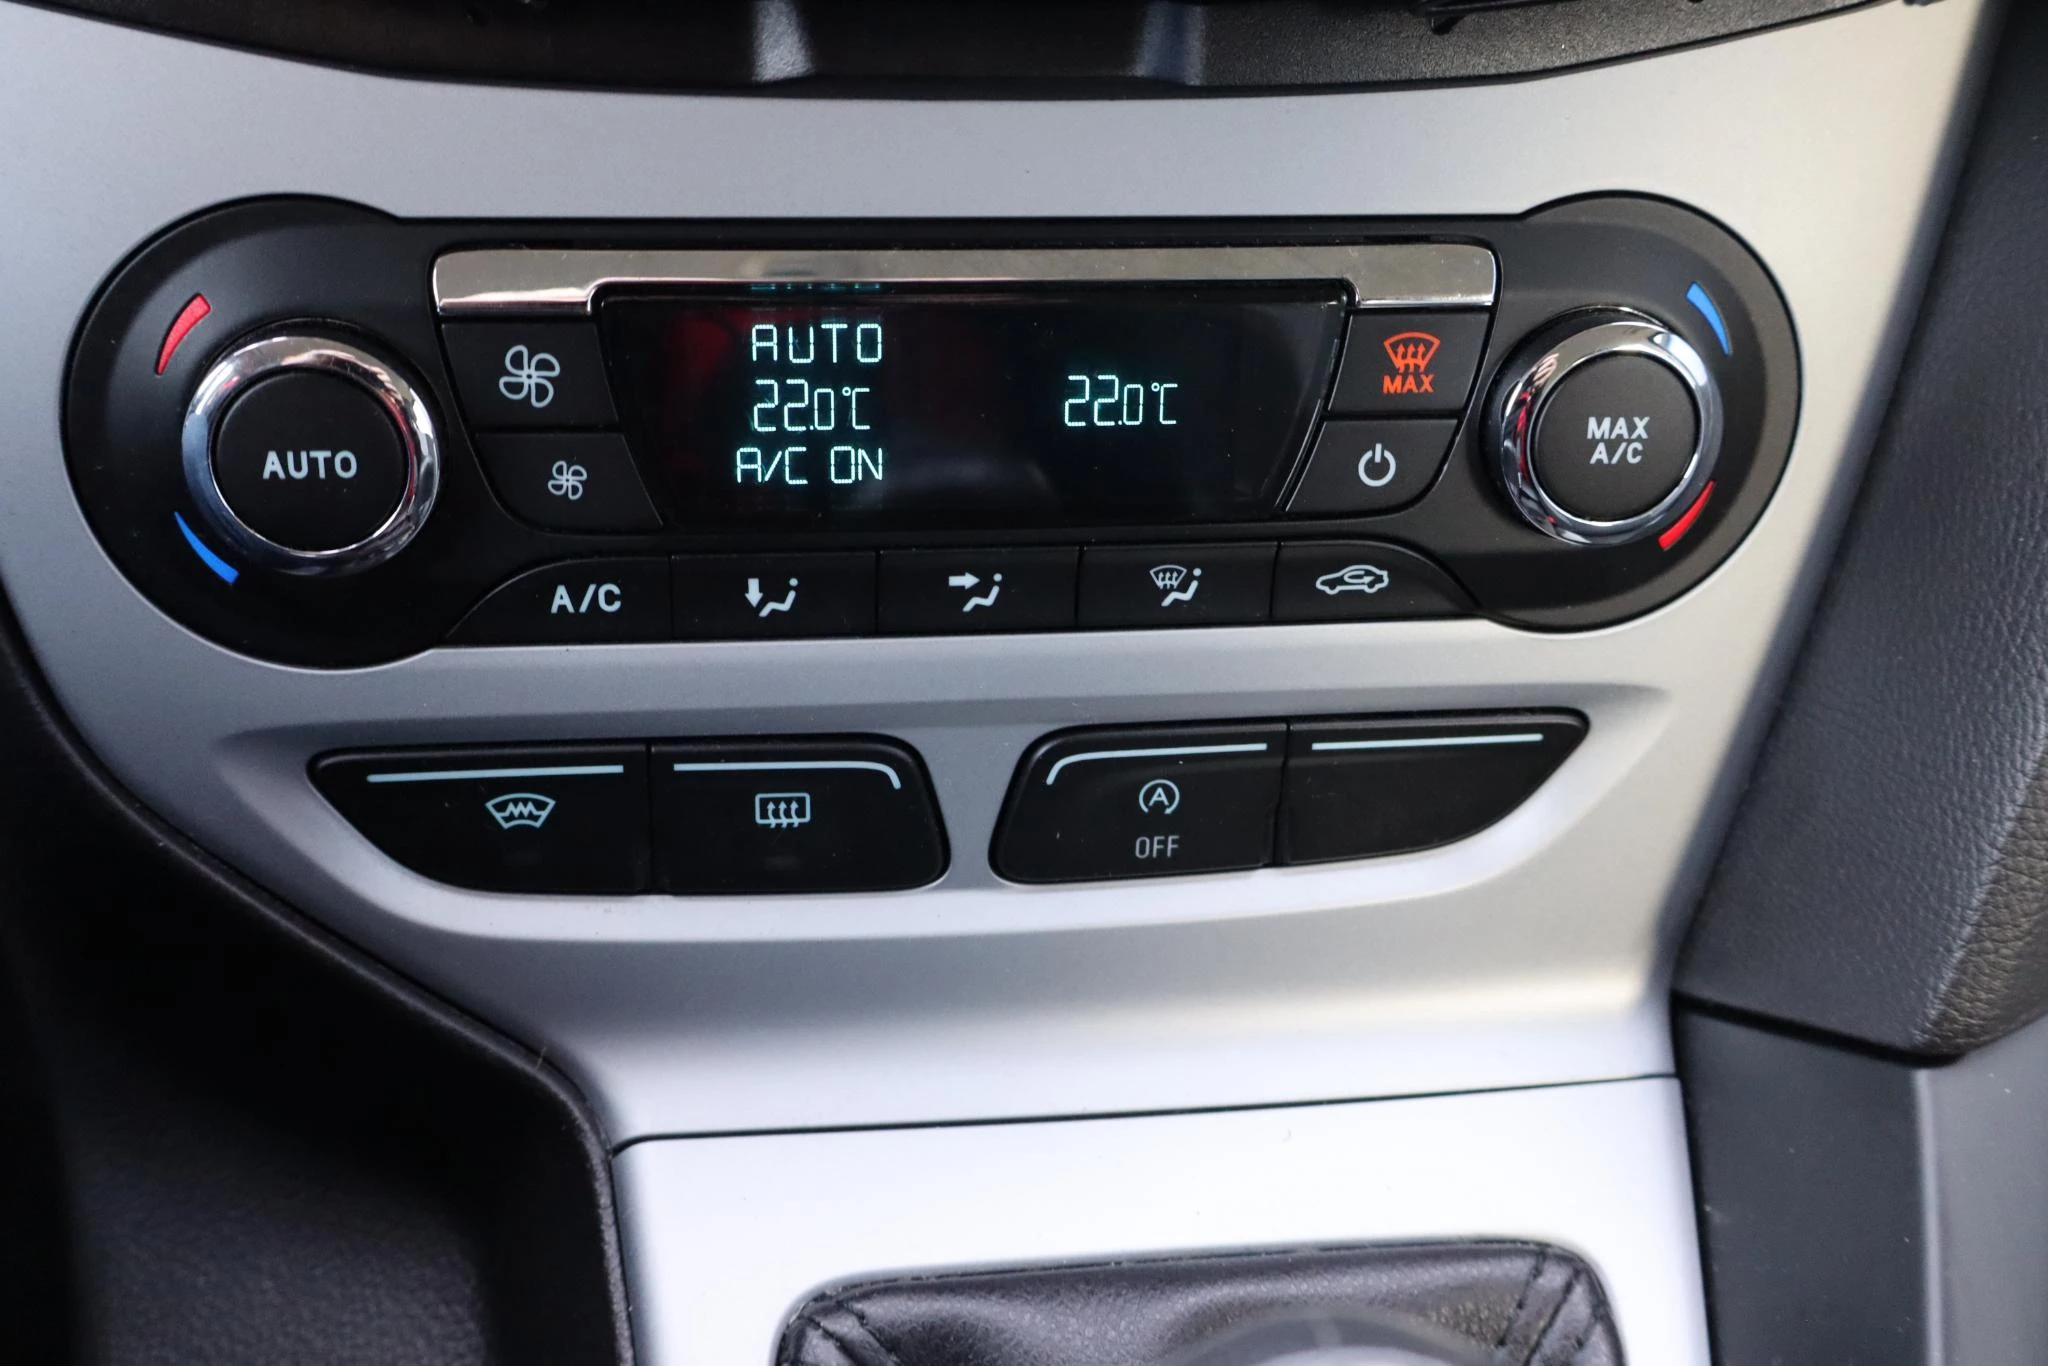 AUTO
22.0°C
A/C ON
22.0°C
MAX
AUTO
MAX
A/C
A/C
A
OFF